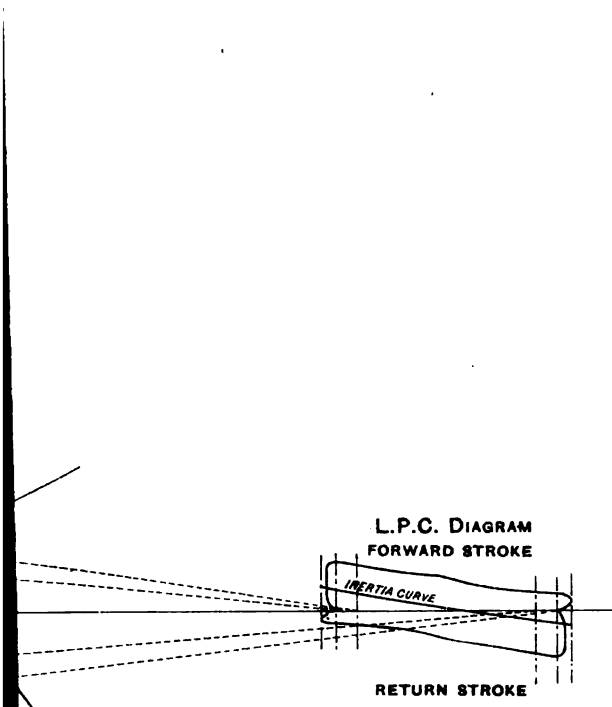 L.P.C. DIAGRAM
FORWARD STROKE
INERTIA CURVE
RETURN STROKE